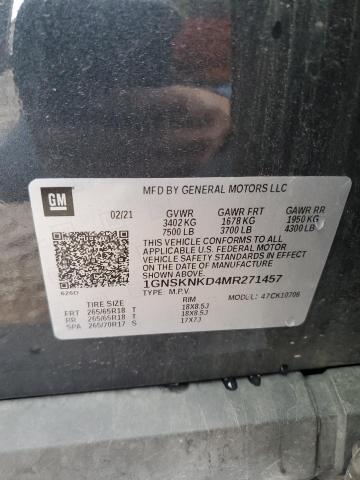 GM
MFD BY GENERAL MOTORS LLC
02/21 GVWR GAWR FRT GAWR RR
3402 KG 1678 KG 1950 KG
7500 LB 3700 LB 4300 LB
THIS VEHICLE CONFORMS TO ALL
APPLICABLE U.S. FEDERAL MOTOR
VEHICLE SAFETY STANDARDS IN EFFECT
ON THE DATE OF MANUFACTURE
SHOWN ABOVE.
1GNSKNKD4MR271457
TYPE: M.P.V. MODEL: 47CK10706
TIRE SIZE RIM
FRT 265/65R18 T 18X8.5J
RR 265/65R18 T 18X8.5J
SPA 265/70R17 S 17X7J